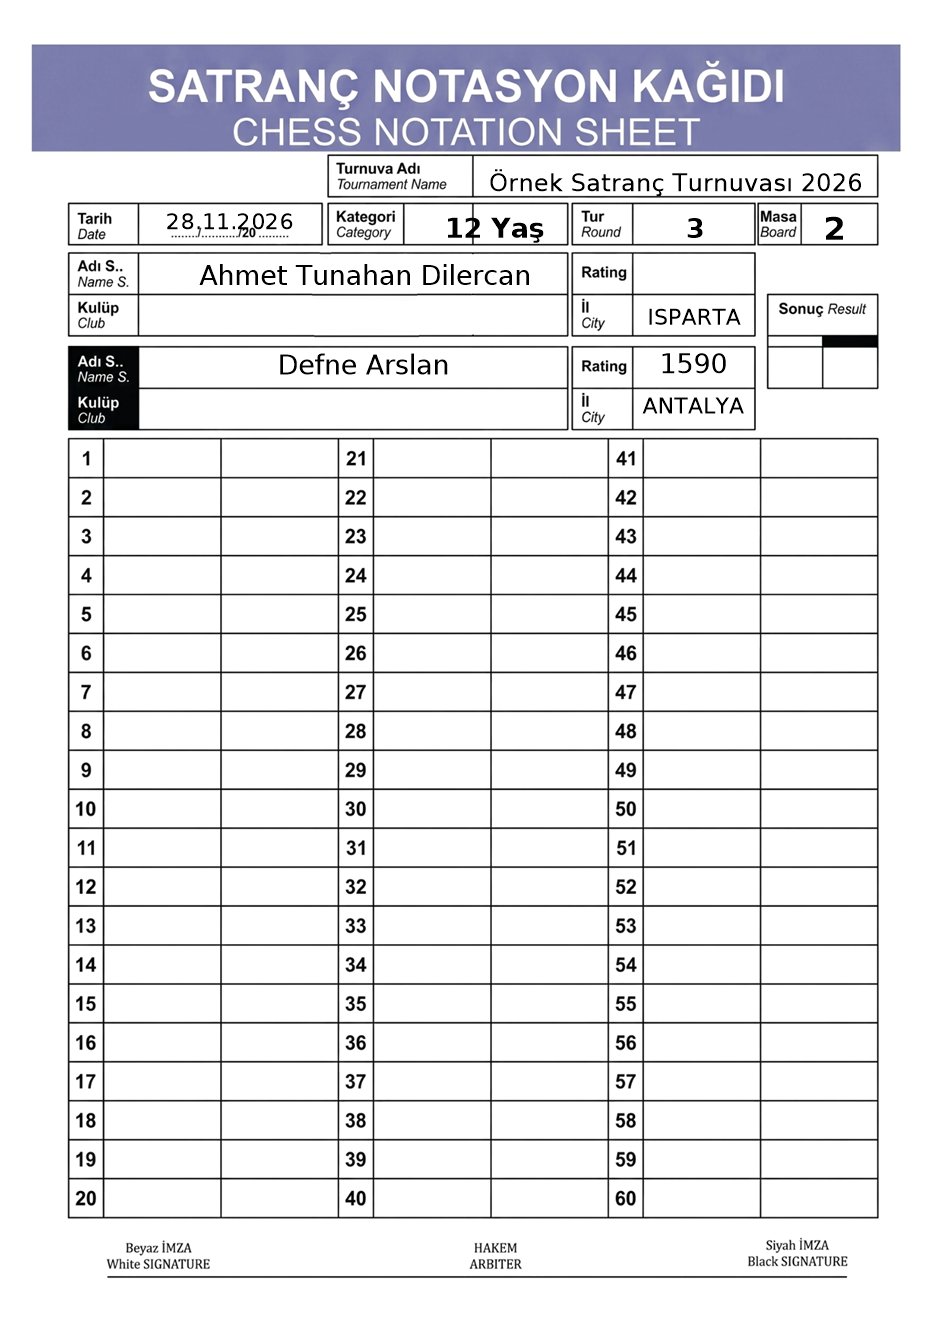 SATRANÇ NOTASYON KAĞIDI
CHESS NOTATION SHEET
Turnuva Adı
Tournament Name
Örnek Satranç Turnuvası 2026
Tarih
Date
28.11.2026
......../.........../20 .........
Kategori
Category
12 Yaş
Tur
Round
3
Masa
Board
2
Adı S..
Name S.
Ahmet Tunahan Dilercan
Rating
Kulüp
Club
İl
City
ISPARTA
Sonuç Result
Adı S..
Name S.
Defne Arslan
Rating
1590
Kulüp
Club
İl
City
ANTALYA
1 21 41
2 22 42
3 23 43
4 24 44
5 25 45
6 26 46
7 27 47
8 28 48
9 29 49
10 30 50
11 31 51
12 32 52
13 33 53
14 34 54
15 35 55
16 36 56
17 37 57
18 38 58
19 39 59
20 40 60
Beyaz İMZA
White SIGNATURE
HAKEM
ARBITER
Siyah İMZA
Black SIGNATURE